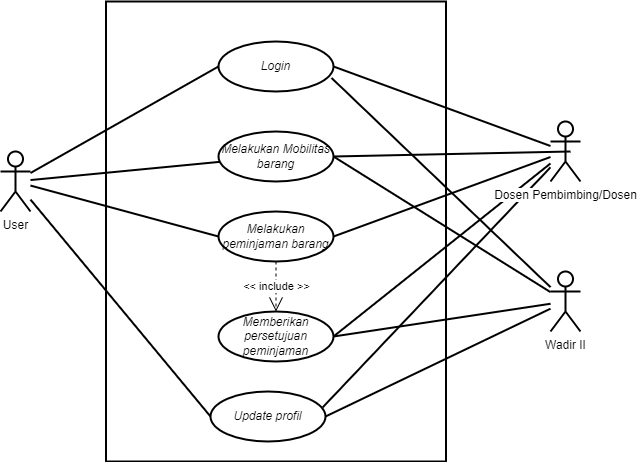 Login
Melakukan Mobilitas
barang
Dosen Pembimbing/Dosen
User
Melakukan
peminjaman barang
<< include >>
Memberikan
persetujuan
peminjaman
Wadir II
Update profil